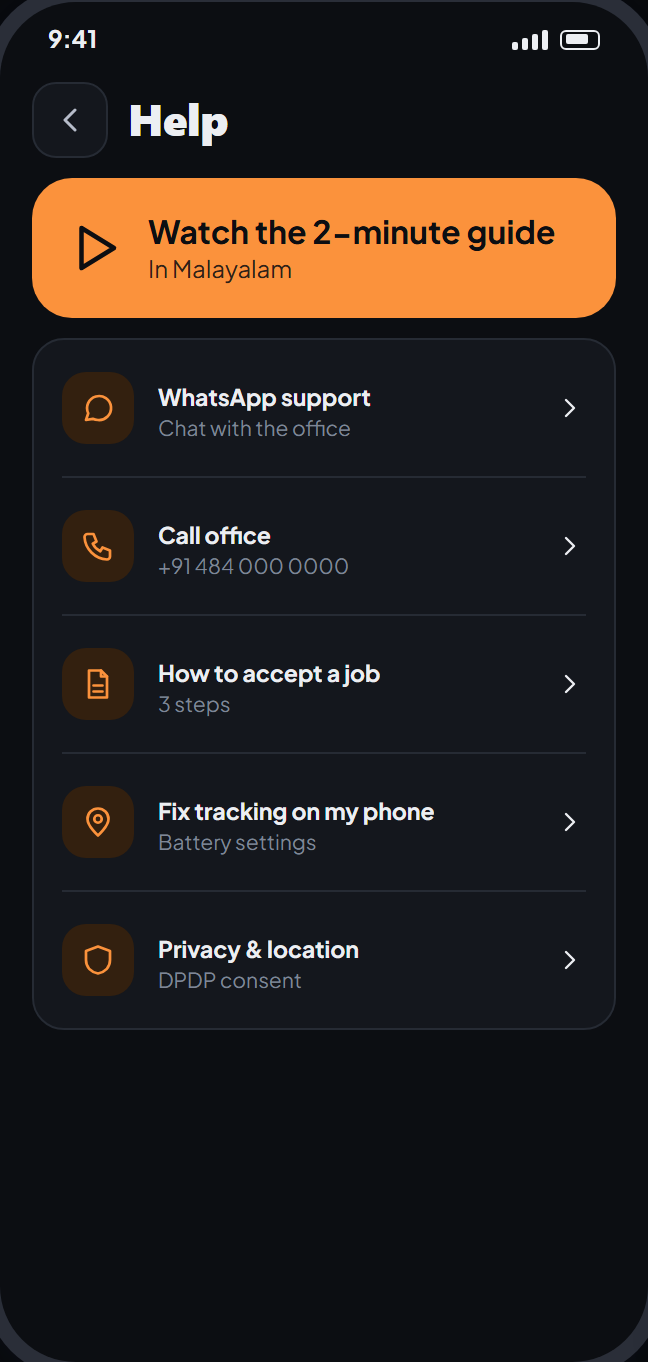 9:41
Help
Watch the 2-minute guide
In Malayalam
WhatsApp support
Chat with the office
Call office
+91 484 000 0000
How to accept a job
3 steps
Fix tracking on my phone
Battery settings
Privacy & location
DPDP consent